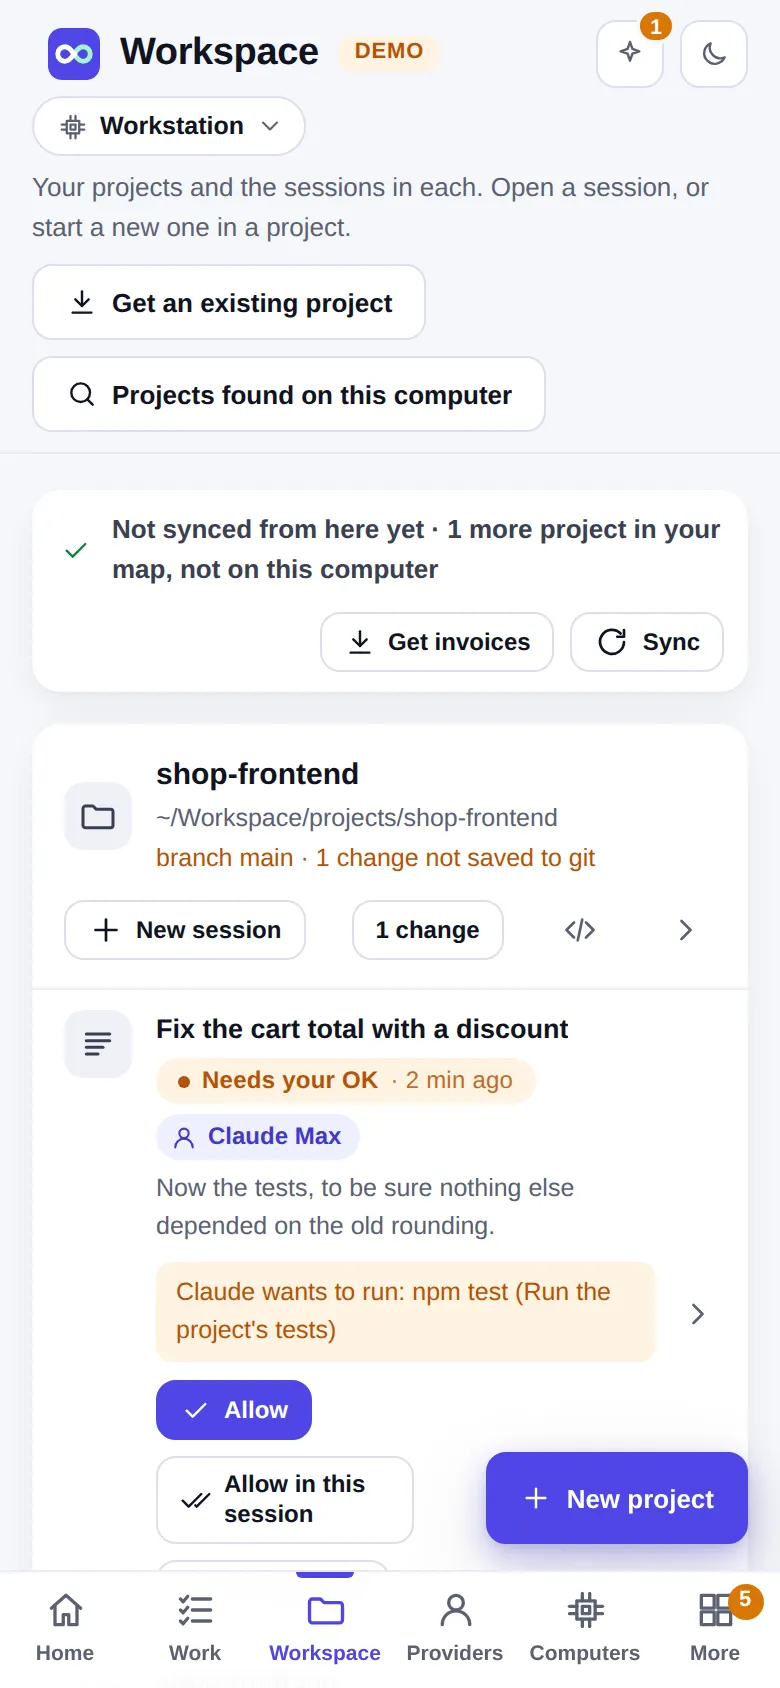 Workspace DEMO
1
Workstation
Your projects and the sessions in each. Open a session, or
start a new one in a project.
Get an existing project
Projects found on this computer
Not synced from here yet · 1 more project in your
map, not on this computer
Get invoices
Sync
shop-frontend
~/Workspace/projects/shop-frontend
branch main · 1 change not saved to git
New session
1 change
Fix the cart total with a discount
Needs your OK · 2 min ago
Claude Max
Now the tests, to be sure nothing else
depended on the old rounding.
Claude wants to run: npm test (Run the
project's tests)
Allow
Allow in this
session
New project
5
Home
Work
Workspace
Providers
Computers
More